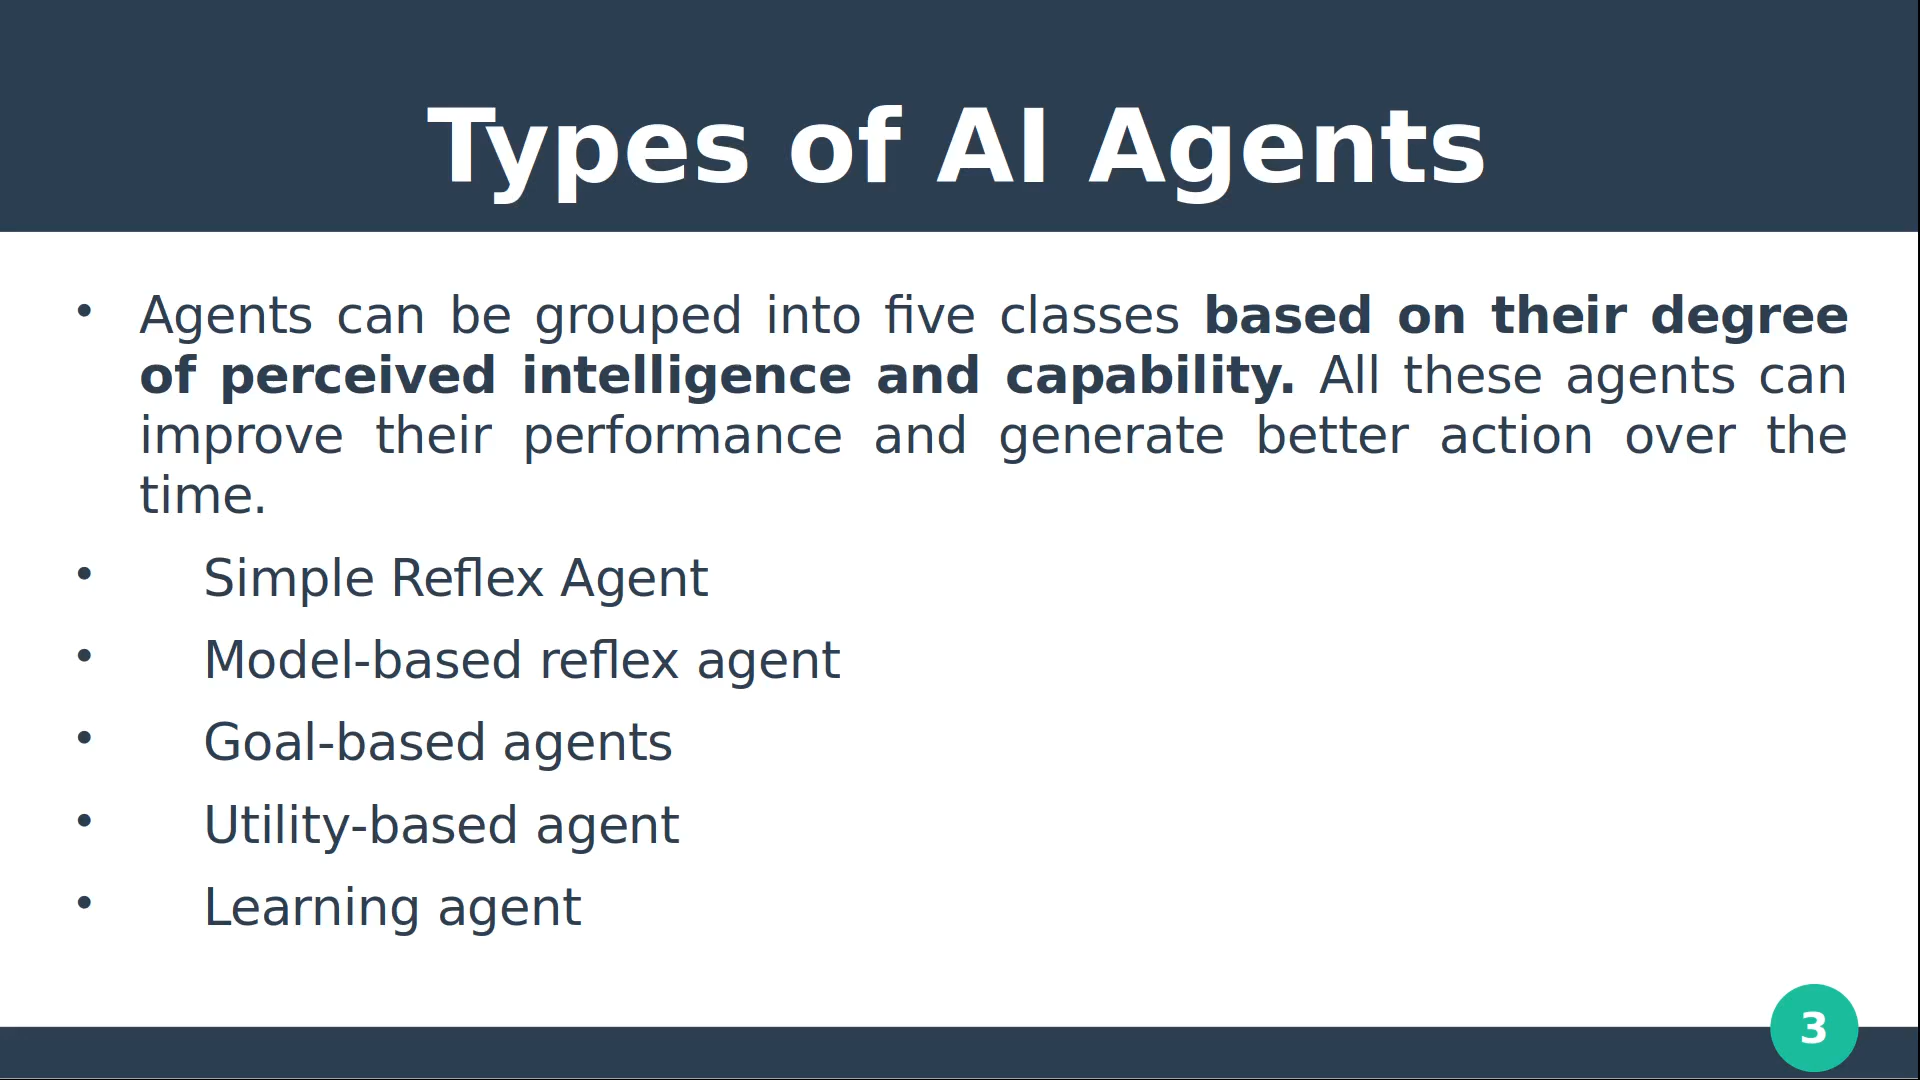 Types of AI Agents
• Agents can be grouped into five classes based on their degree
of perceived intelligence and capability. All these agents can
improve their performance and generate better action over the
time.
• Simple Reflex Agent
• Model-based reflex agent
• Goal-based agents
• Utility-based agent
• Learning agent
3